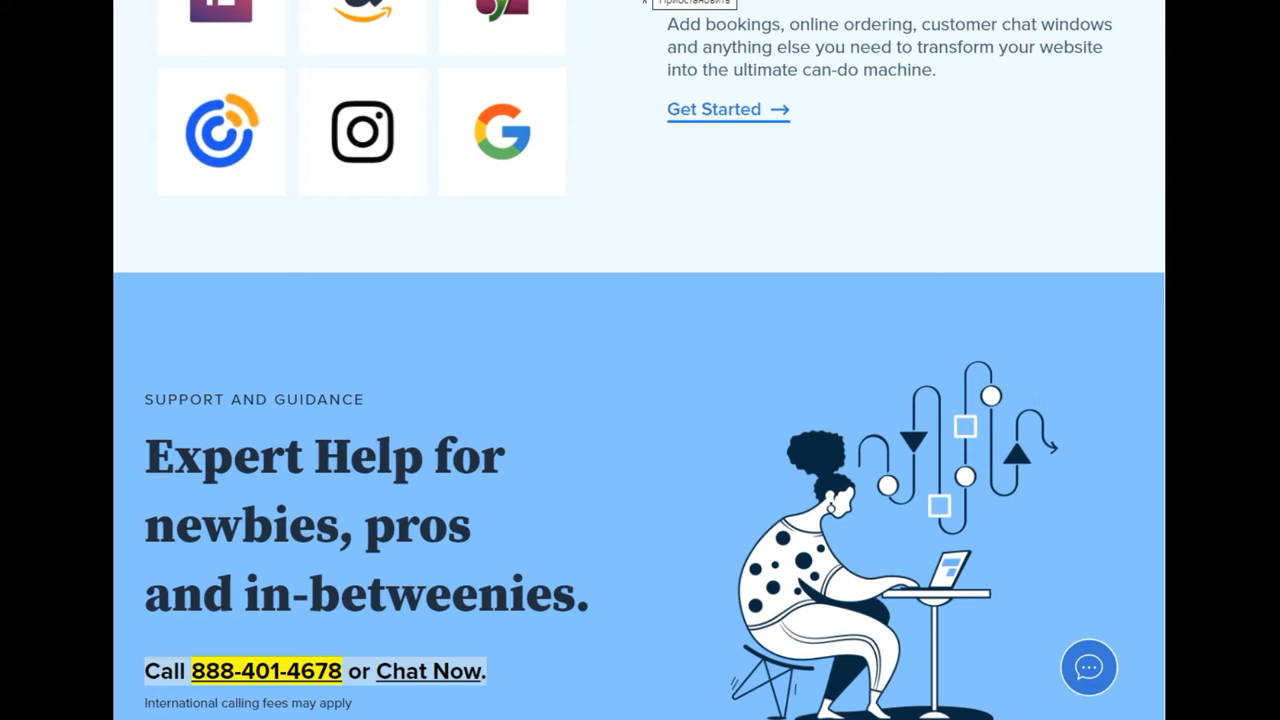 Приостановить
Add bookings, online ordering, customer chat windows
and anything else you need to transform your website
into the ultimate can-do machine.
Get Started →
SUPPORT AND GUIDANCE
Expert Help for
newbies, pros
and in-betweenies.
Call 888-401-4678 or Chat Now.
International calling fees may apply